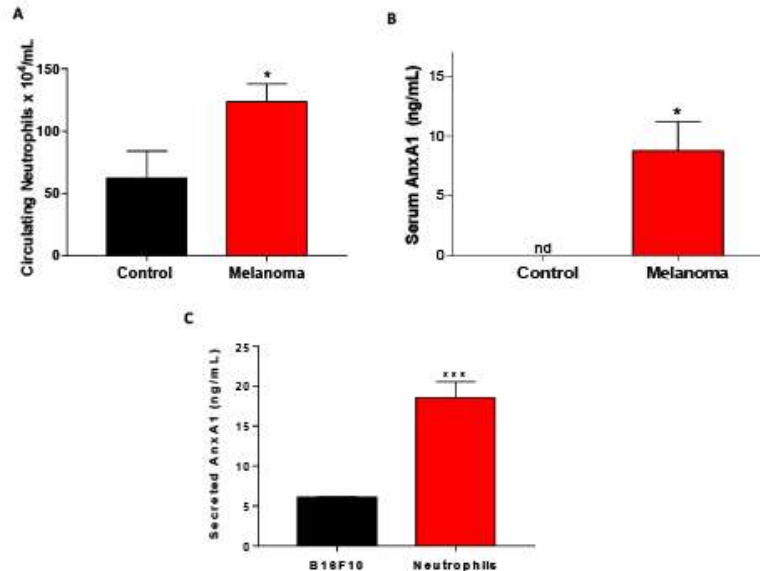 A
Circulating Neutrophils x 10⁴/mL
150
*
100
50
0
Control Melanoma
B
Serum AnxA1 (ng/mL)
15
*
10
5
nd
0
Control Melanoma
C
Secreted AnxA1 (ng/mL)
25
***
20
15
10
5
0
B16F10 Neutrophils